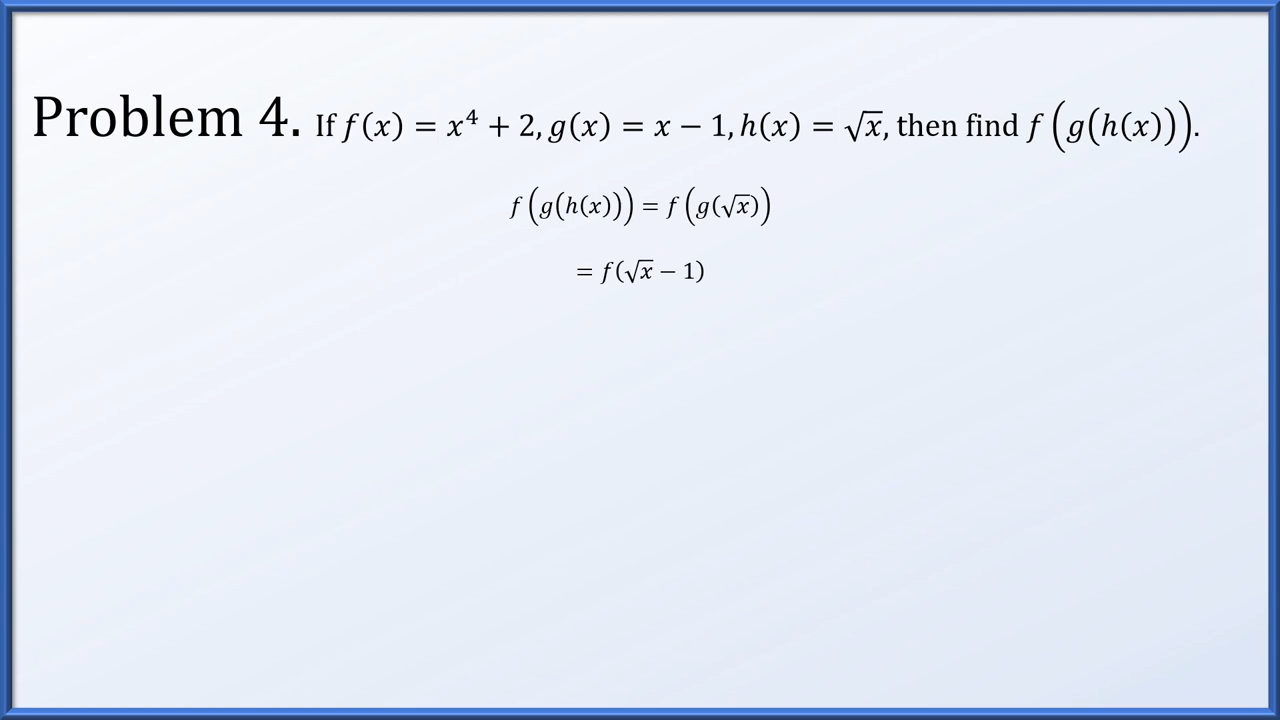 Problem 4. If f(x) = x⁴ + 2, g(x) = x − 1, h(x) = √x, then find f(g(h(x))).
f(g(h(x))) = f(g(√x))
= f(√x − 1)